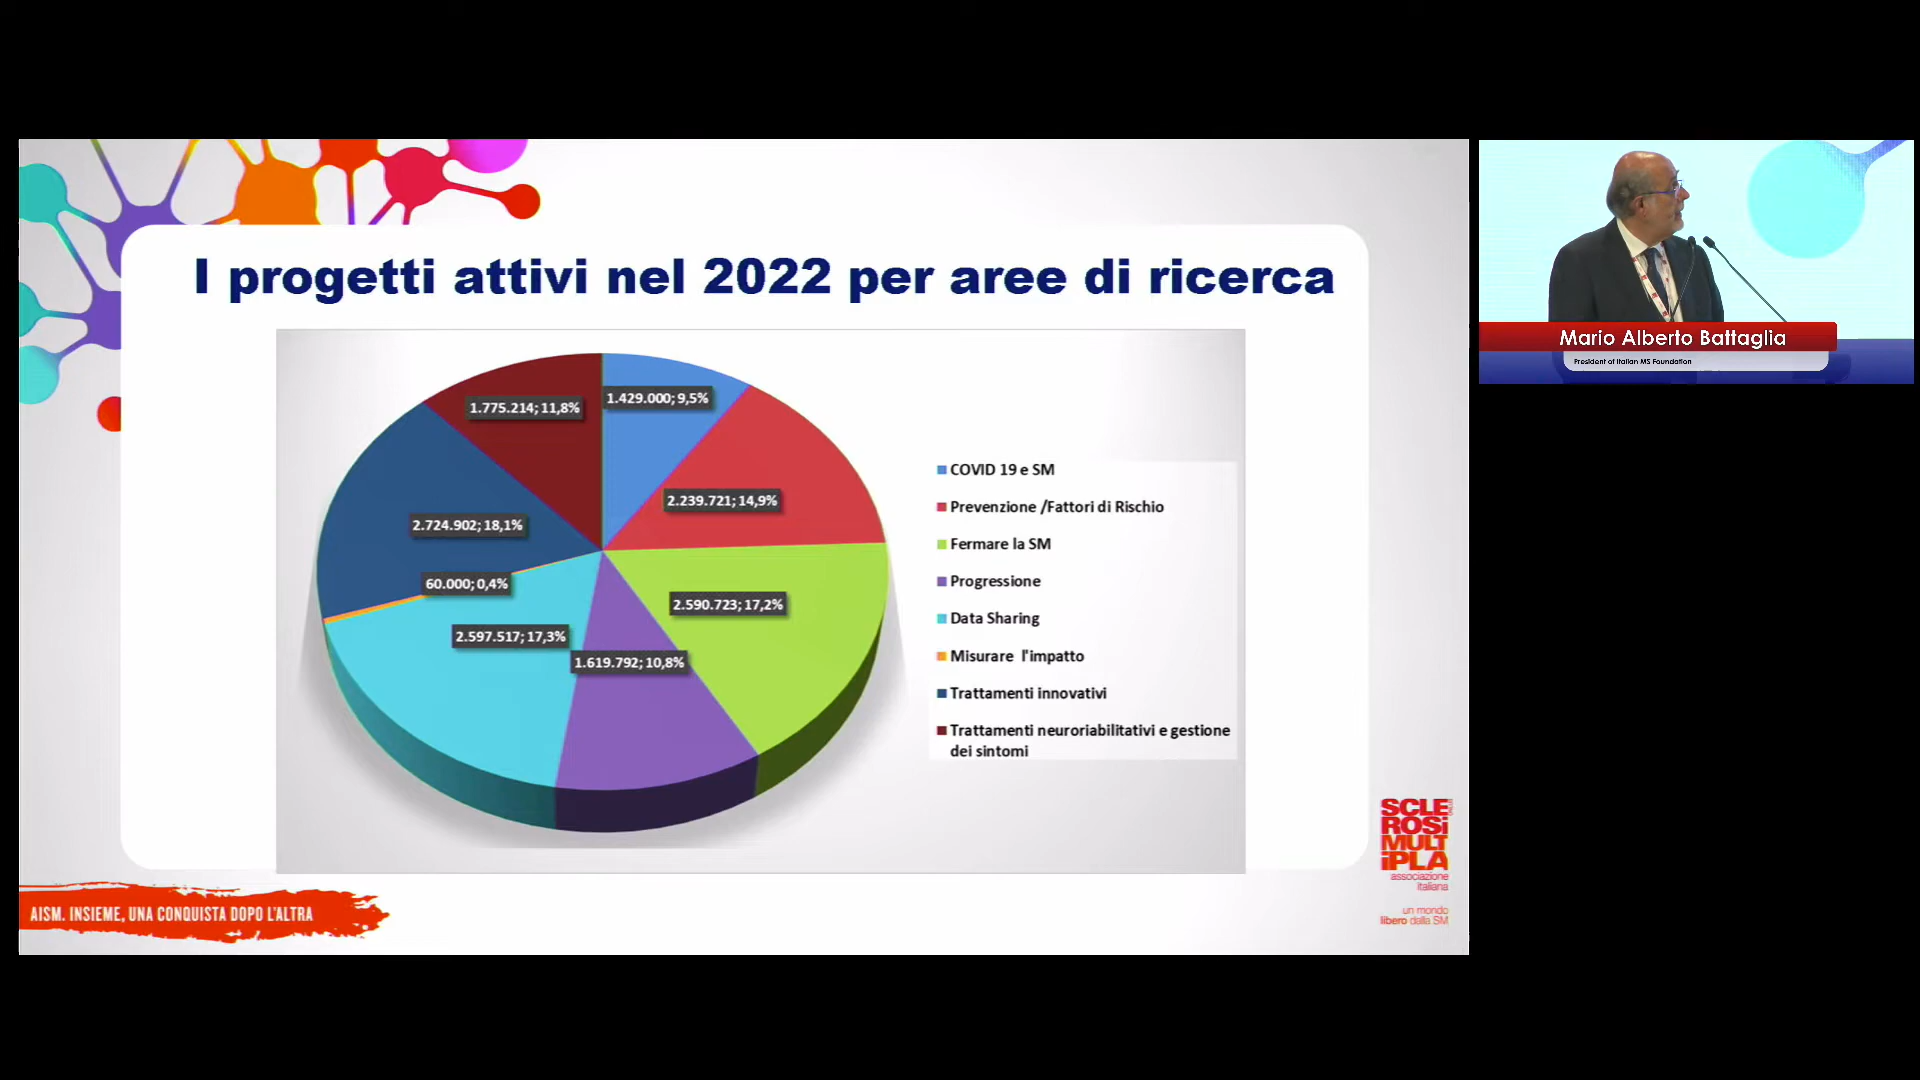 I progetti attivi nel 2022 per aree di ricerca
1.775.214; 11,8%
1.429.000; 9,5%
2.239.721; 14,9%
2.724.902; 18,1%
60.000; 0,4%
2.590.723; 17,2%
2.597.517; 17,3%
1.619.792; 10,8%
COVID 19 e SM
Prevenzione /Fattori di Rischio
Fermare la SM
Progressione
Data Sharing
Misurare l'impatto
Trattamenti innovativi
Trattamenti neuroriabilitativi e gestione
dei sintomi
AISM. INSIEME, UNA CONQUISTA DOPO L'ALTRA
SCLE
ROSi
MULT
iPLA
associazione
italiana
un mondo
libero dalla SM
Mario Alberto Battaglia
President of Italian MS Foundation